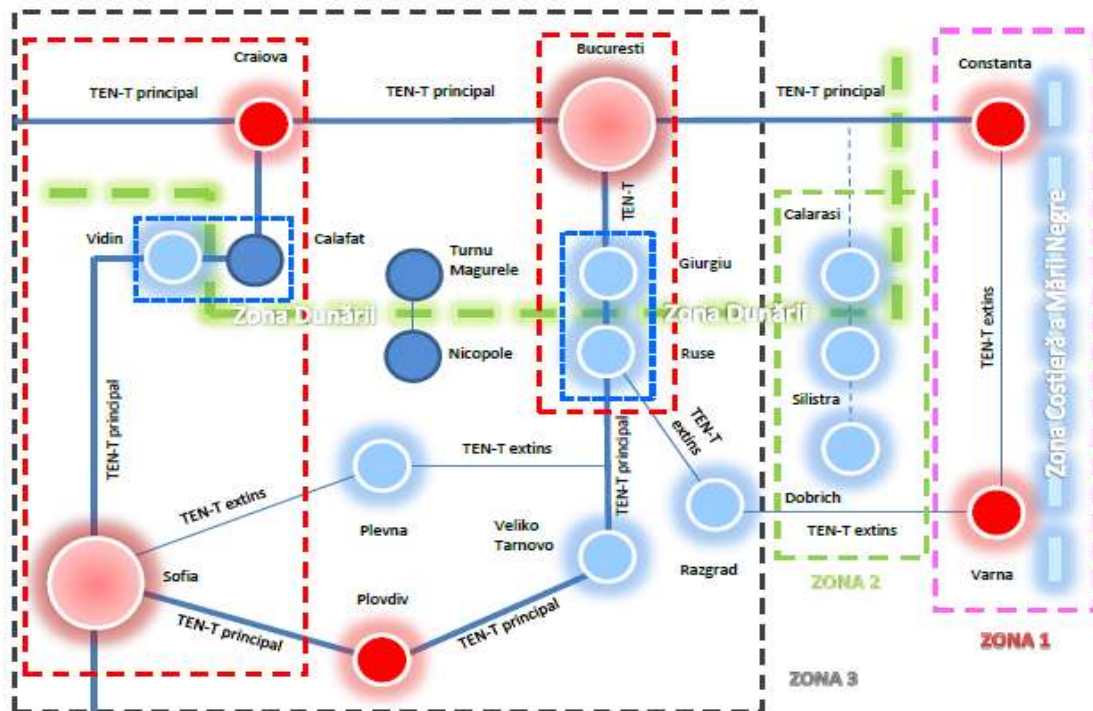 Bucuresti
Craiova
Constanta
TEN-T principal
TEN-T principal
TEN-T principal
TEN-T
Calarasi
Vidin
Calafat
Turnu
Magurele
Giurgiu
Zona Dunării
Zona Dunării
Nicopole
Ruse
TEN-T extins
Zona Costieră a Mării Negre
Silistra
TEN-T principal
TEN-T
extins
TEN-T extins
TEN-T principal
TEN-T extins
Dobrich
Plevna
Veliko
Tarnovo
TEN-T extins
Sofia
Plovdiv
Razgrad
ZONA 2
Varna
TEN-T principal
TEN-T principal
ZONA 1
ZONA 3